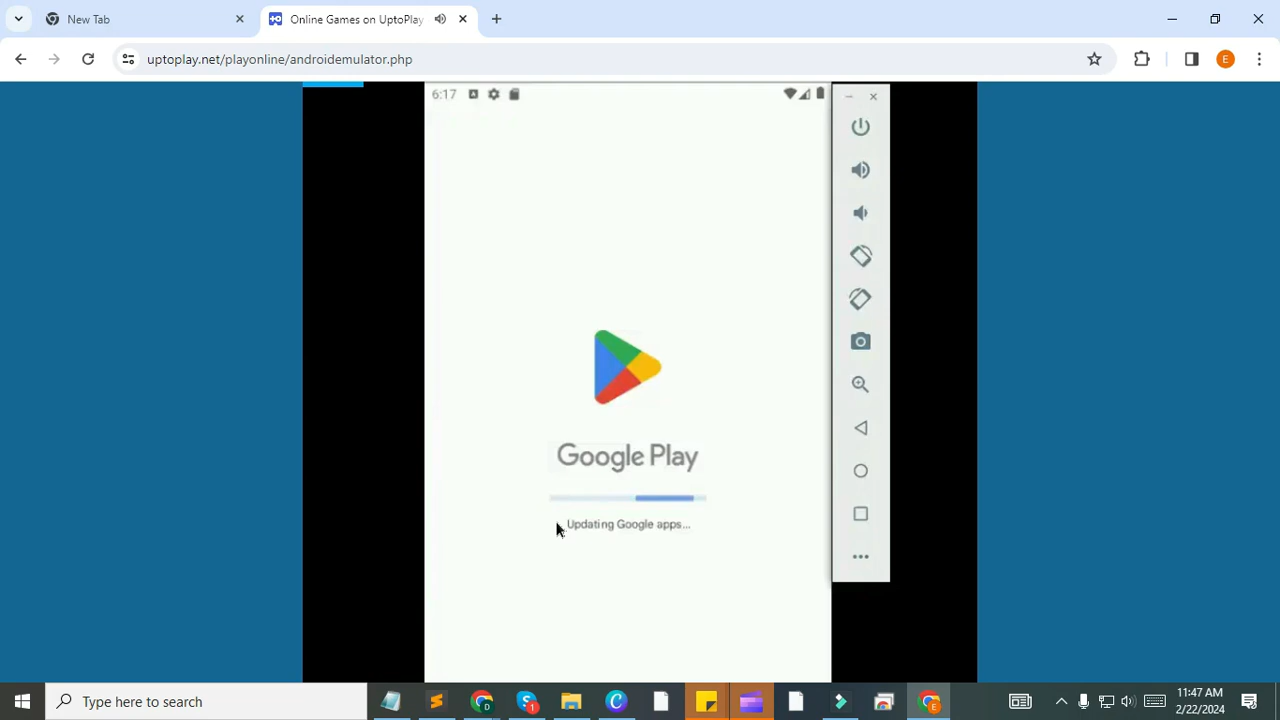 New Tab
Online Games on UptoPlay
uptoplay.net/playonline/androidemulator.php
E
6:17
Google Play
Updating Google apps...
Type here to search
11:47 AM
2/22/2024